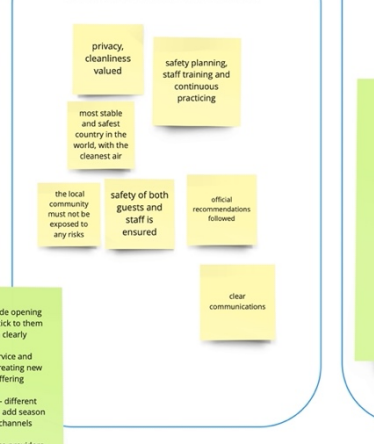 privacy,
cleanliness
valued
safety planning,
staff training and
continuous
practicing
most stable
and safest
country in the
world, with the
cleanest air
the local
community
must not be
exposed to
any risks
safety of both
guests and
staff is
ensured
official
recommendations
followed
clear
communications
de opening
ick to them
clearly
rvice and
reating new
ffering
- different
add season
channels